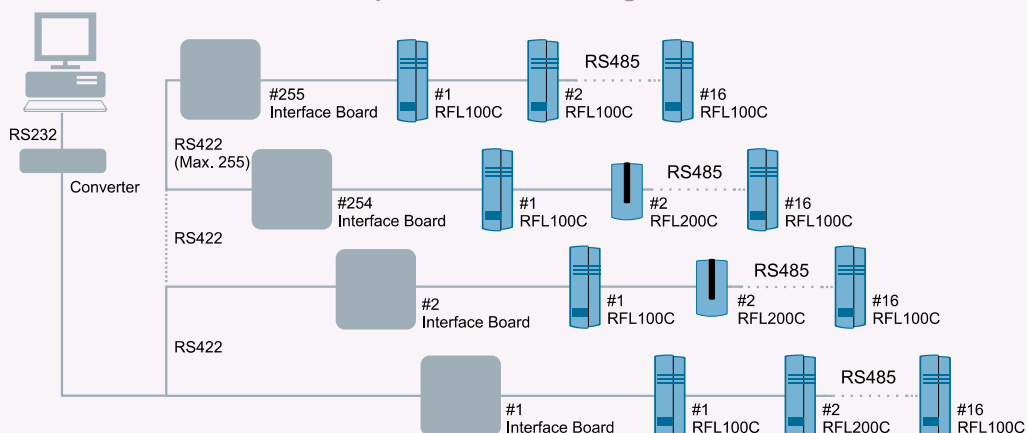 RS485
#255
Interface Board
#1
RFL100C
#2
RFL100C
#16
RFL100C
RS232
RS422
(Max. 255)
Converter
RS485
#254
Interface Board
#1
RFL100C
#2
RFL200C
#16
RFL100C
RS422
RS485
#2
Interface Board
#1
RFL100C
#2
RFL200C
#16
RFL100C
RS422
RS485
#1
Interface Board
#1
RFL100C
#2
RFL200C
#16
RFL100C